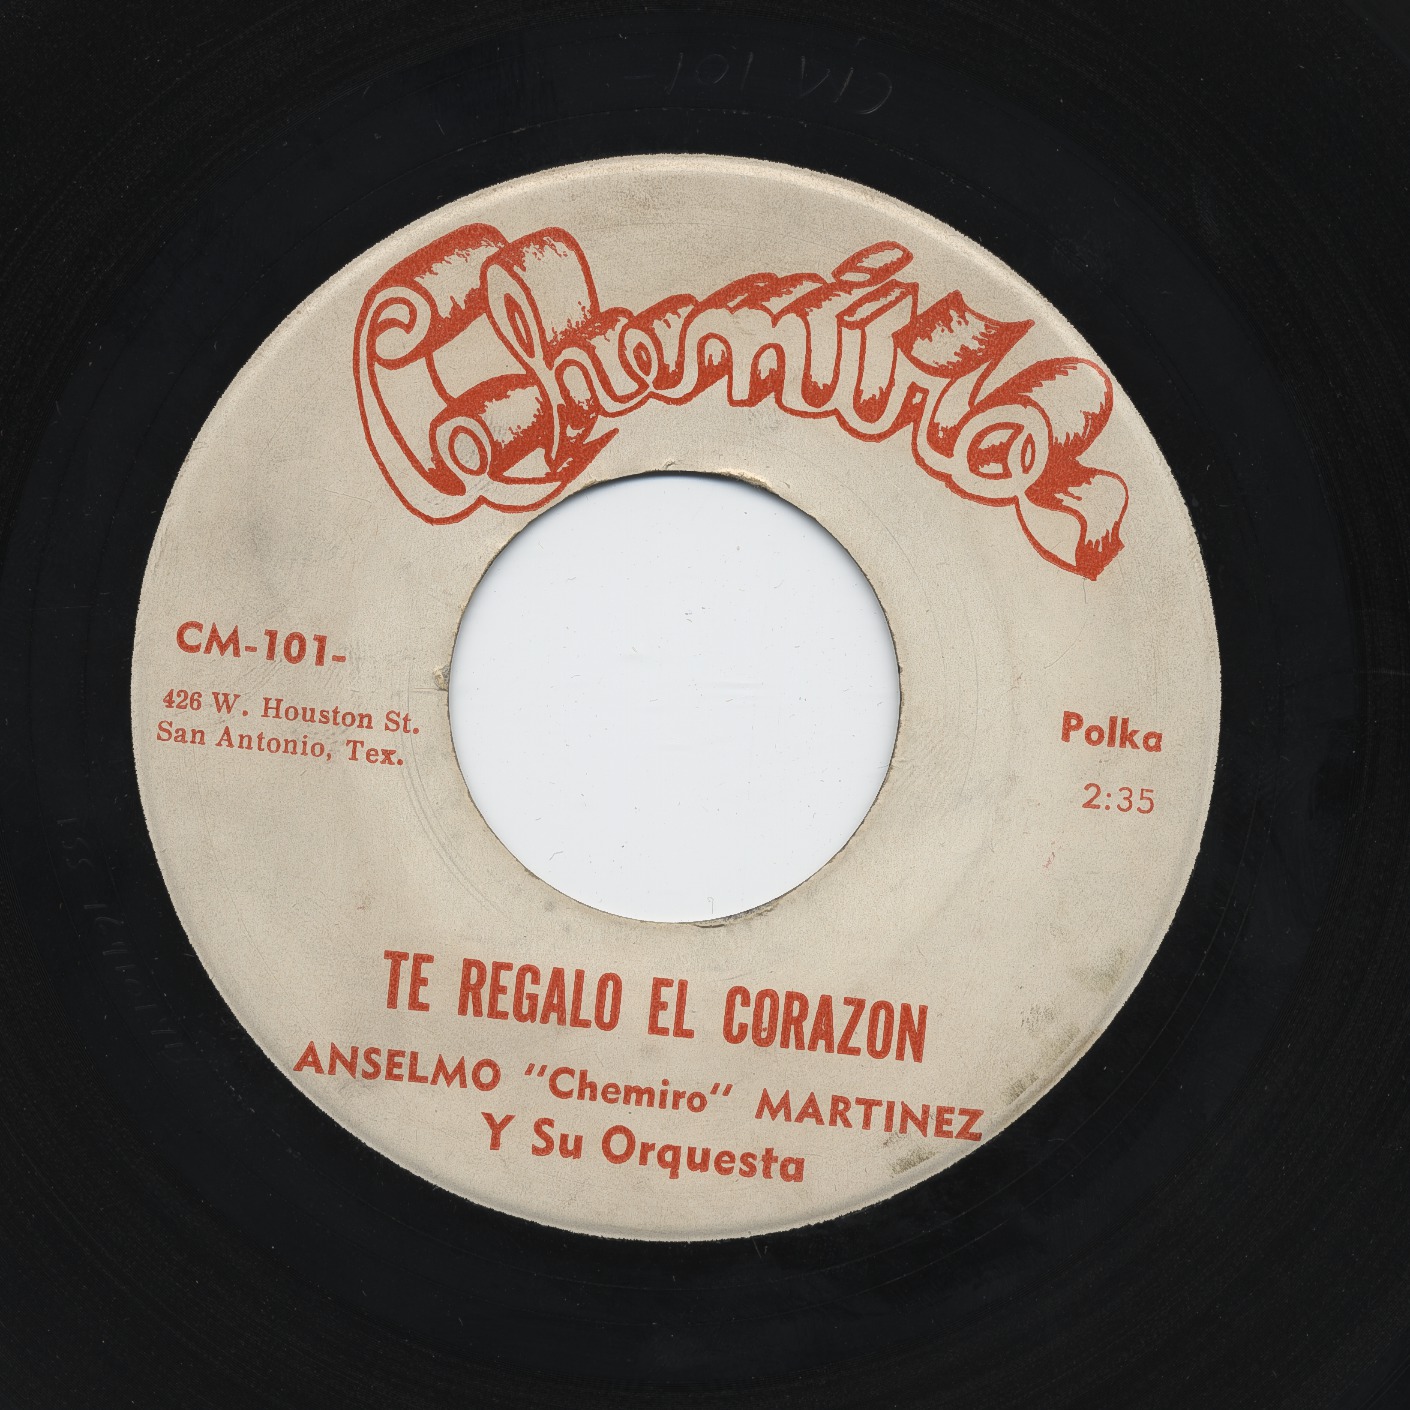 Chemiro
CM-101-
426 W. Houston St.
San Antonio, Tex.
Polka
2:35
TE REGALO EL CORAZON
ANSELMO "Chemiro" MARTINEZ
Y Su Orquesta